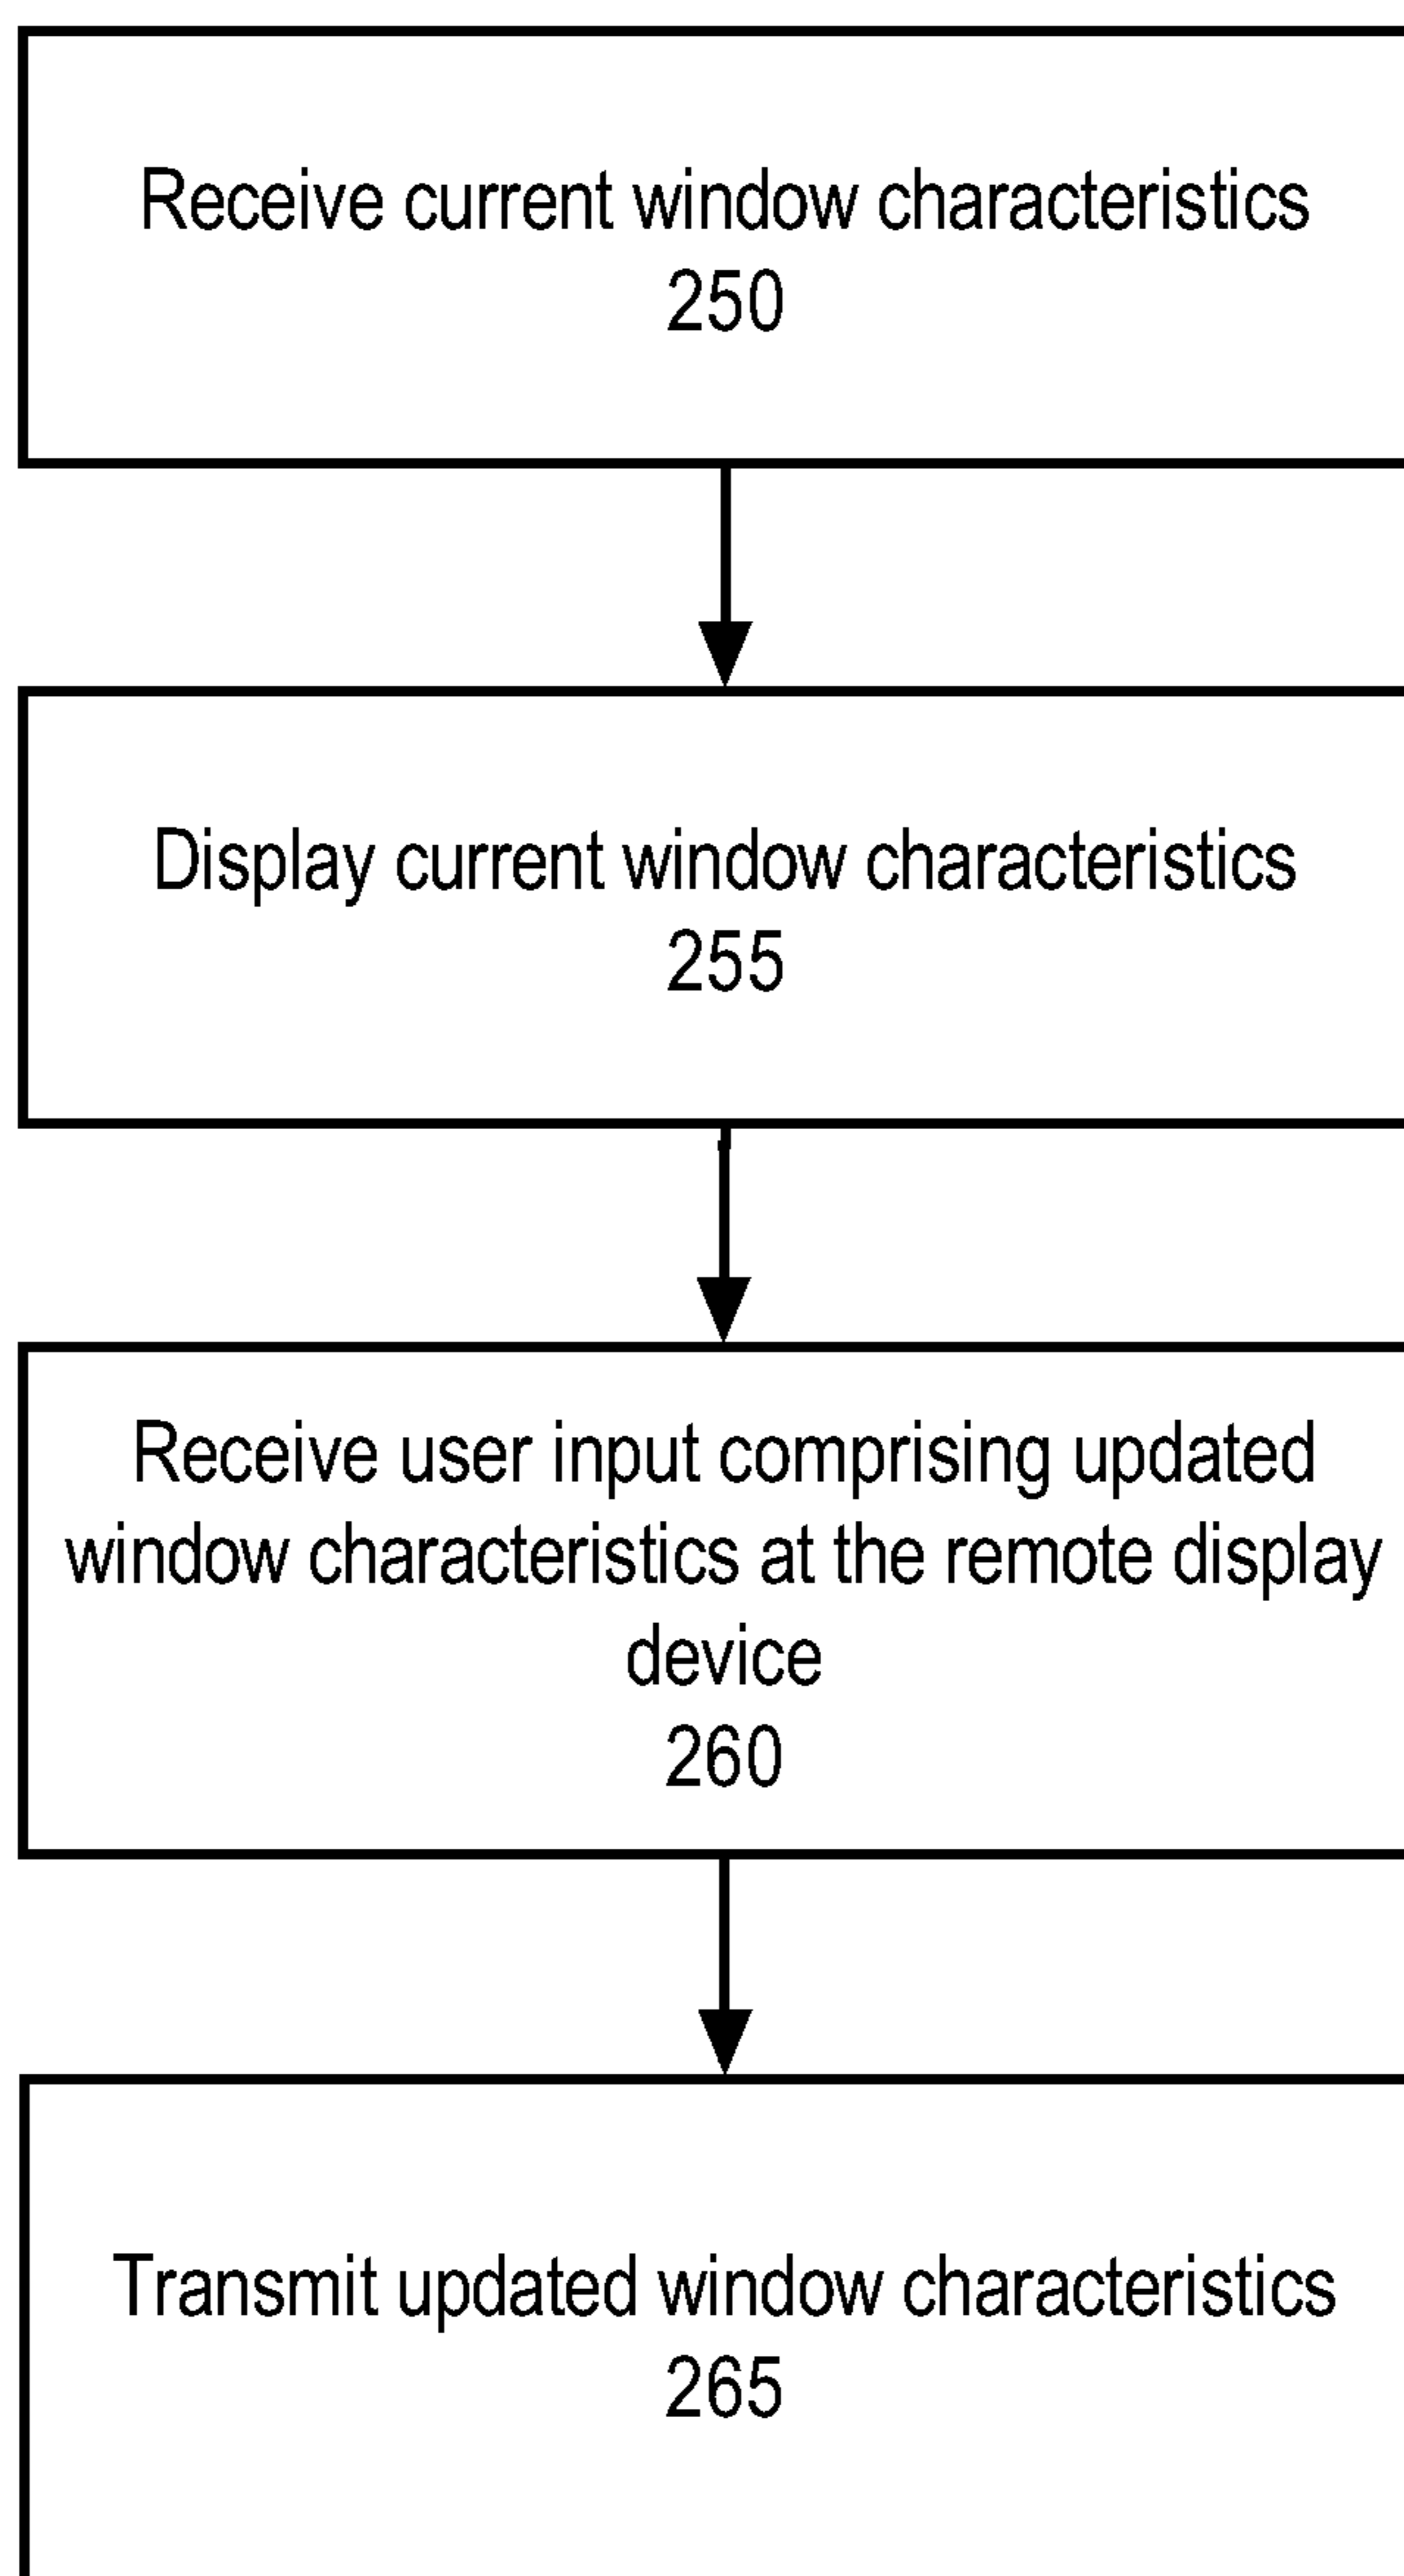 Receive current window characteristics
250
Display current window characteristics
255
Receive user input comprising updated
window characteristics at the remote display
device
260
Transmit updated window characteristics
265